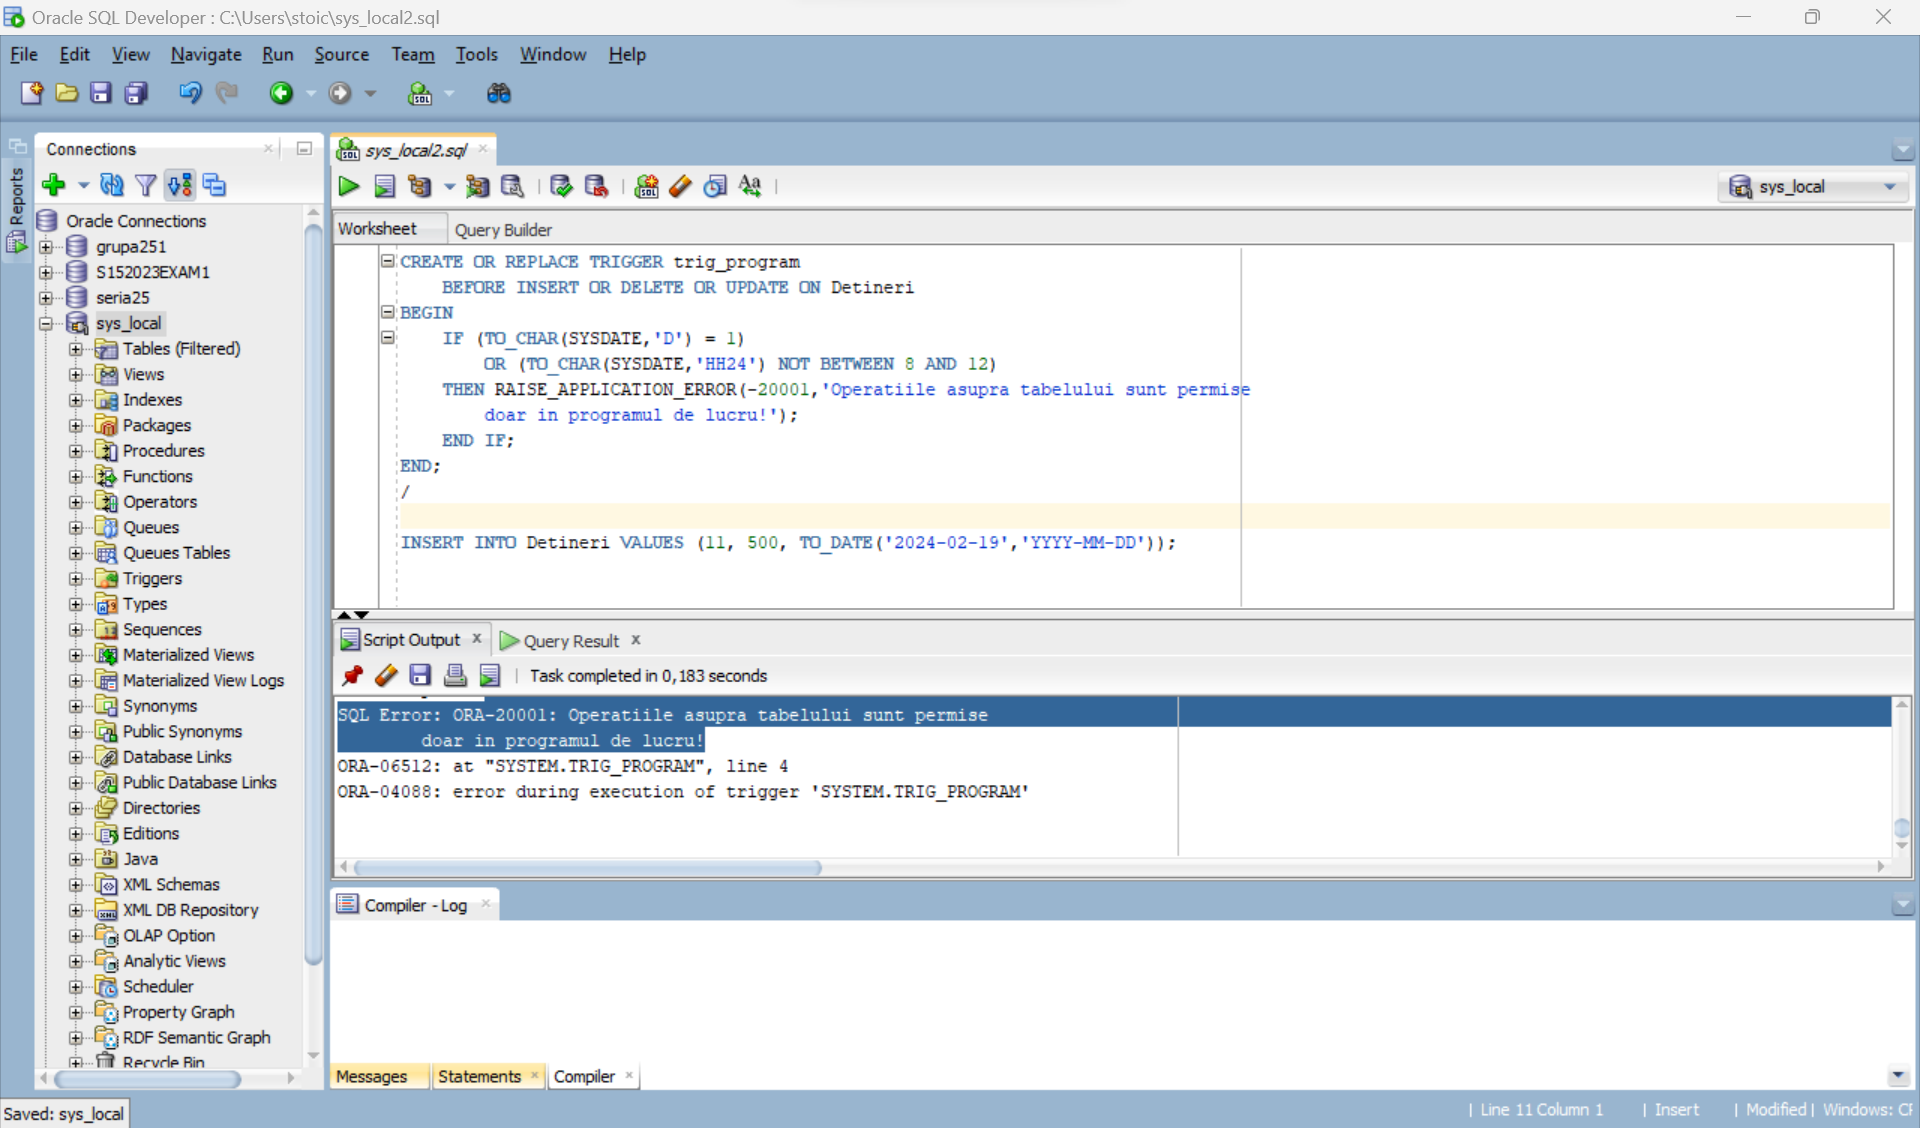 Oracle SQL Developer : C:\Users\stoic\sys_local2.sql
File Edit View Navigate Run Source Team Tools Window Help
Reports
Connections
Oracle Connections
grupa251
S152023EXAM1
seria25
sys_local
Tables (Filtered)
Views
Indexes
Packages
Procedures
Functions
Operators
Queues
Queues Tables
Triggers
Types
Sequences
Materialized Views
Materialized View Logs
Synonyms
Public Synonyms
Database Links
Public Database Links
Directories
Editions
Java
XML Schemas
XML DB Repository
OLAP Option
Analytic Views
Scheduler
Property Graph
RDF Semantic Graph
Recycle Bin
sys_local2.sql
sys_local
Worksheet Query Builder
CREATE OR REPLACE TRIGGER trig_program
BEFORE INSERT OR DELETE OR UPDATE ON Detineri
BEGIN
IF (TO_CHAR(SYSDATE,'D') = 1)
OR (TO_CHAR(SYSDATE,'HH24') NOT BETWEEN 8 AND 12)
THEN RAISE_APPLICATION_ERROR(-20001,'Operatiile asupra tabelului sunt permise
doar in programul de lucru!');
END IF;
END;
/
INSERT INTO Detineri VALUES (11, 500, TO_DATE('2024-02-19','YYYY-MM-DD'));
Script Output Query Result
Task completed in 0,183 seconds
SQL Error: ORA-20001: Operatiile asupra tabelului sunt permise
doar in programul de lucru!
ORA-06512: at "SYSTEM.TRIG_PROGRAM", line 4
ORA-04088: error during execution of trigger 'SYSTEM.TRIG_PROGRAM'
Compiler - Log
Messages Statements Compiler
Saved: sys_local
Line 11 Column 1 | Insert | Modified | Windows: